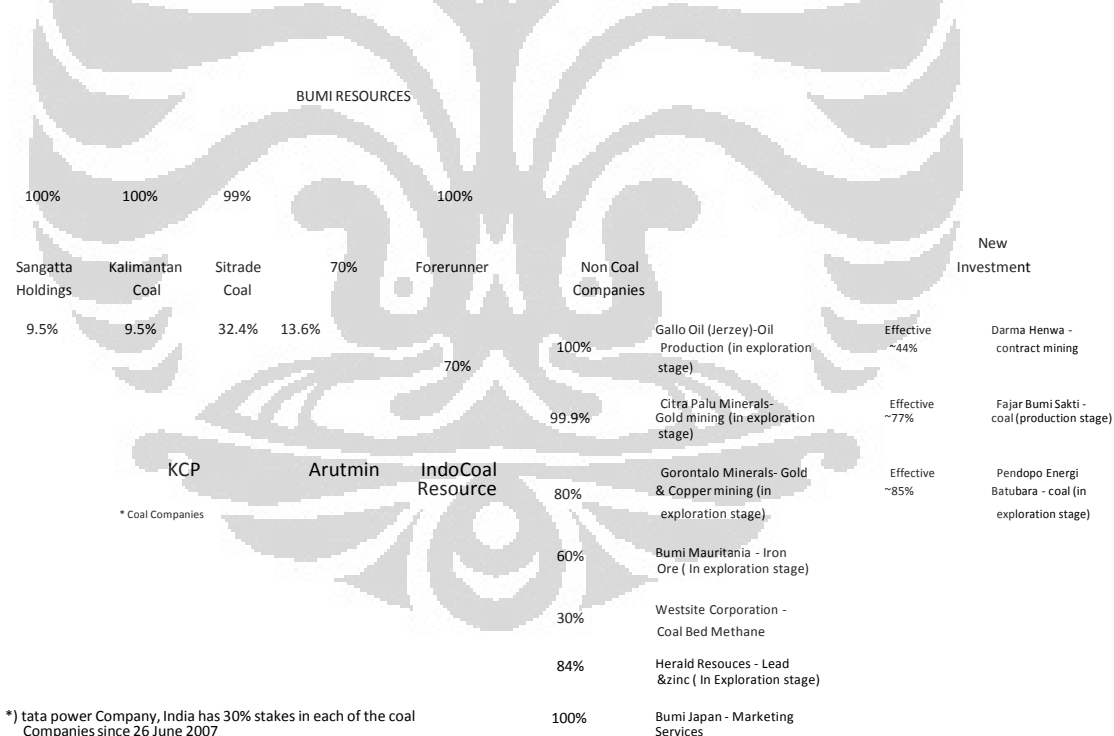 BUMI RESOURCES
100% 100% 99% 100%
New
Investment
Sangatta
Holdings
Kalimantan
Coal
Sitrade
Coal
70%
Forerunner
Non Coal
Companies
9.5% 9.5% 32.4% 13.6%
70%
100%
Gallo Oil (Jerzey)-Oil
Production (in exploration
stage)
Effective
~44%
Darma Henwa -
contract mining
99.9%
Citra Palu Minerals-
Gold mining (in exploration
stage)
Effective
~77%
Fajar Bumi Sakti -
coal (production stage)
KCP
Arutmin
IndoCoal
Resource
* Coal Companies
80%
Gorontalo Minerals- Gold
& Copper mining (in
exploration stage)
Effective
~85%
Pendopo Energi
Batubara - coal (in
exploration stage)
60%
Bumi Mauritania - Iron
Ore ( In exploration stage)
30%
Westsite Corporation -
Coal Bed Methane
84%
Herald Resouces - Lead
&zinc ( In Exploration stage)
100%
Bumi Japan - Marketing
Services
*) tata power Company, India has 30% stakes in each of the coal
Companies since 26 June 2007